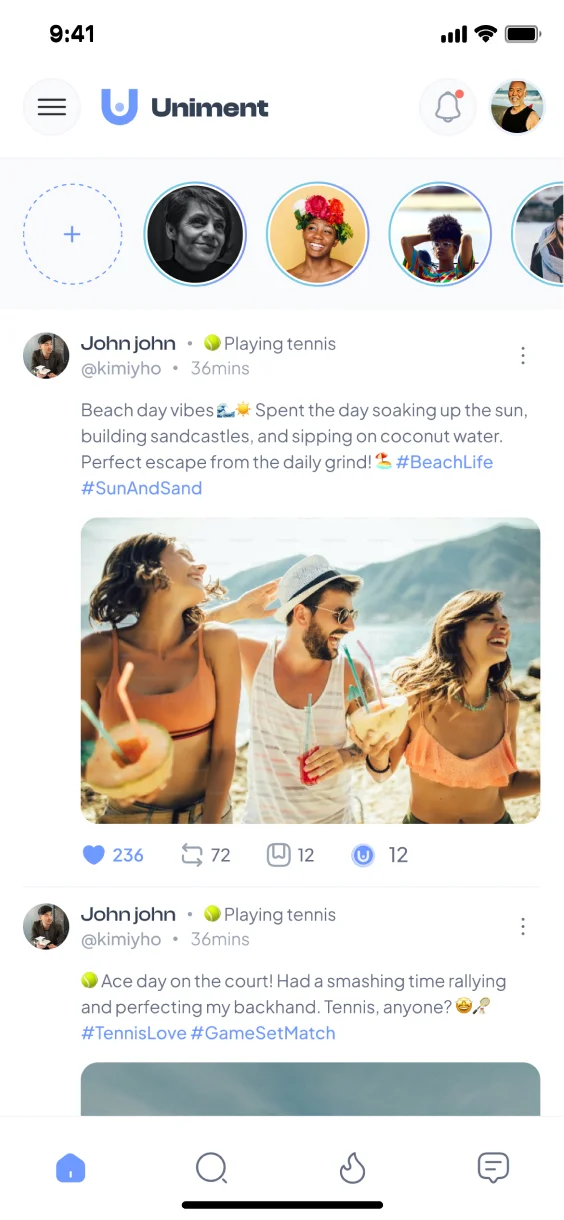 9:41
Uniment
John john • 🎾 Playing tennis
@kimiyho • 36mins
Beach day vibes 🌊☀️ Spent the day soaking up the sun,
building sandcastles, and sipping on coconut water.
Perfect escape from the daily grind! 🏖️ #BeachLife
#SunAndSand
236 72 12 12
John john • 🎾 Playing tennis
@kimiyho • 36mins
🎾 Ace day on the court! Had a smashing time rallying
and perfecting my backhand. Tennis, anyone? 🤩🏸
#TennisLove #GameSetMatch